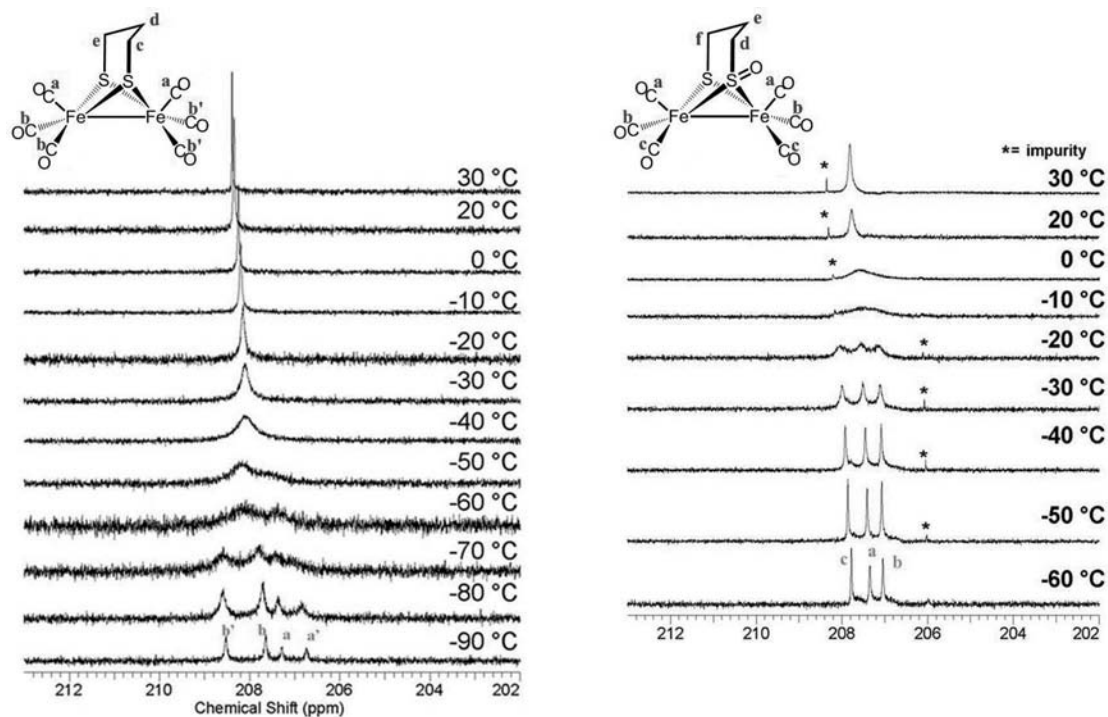 d
e
c
S
S
a
CO
a
CO
Fe
Fe
b
OC
b'
CO
b
OC
CO
b'
30 °C
20 °C
0 °C
-10 °C
-20 °C
-30 °C
-40 °C
-50 °C
-60 °C
-70 °C
-80 °C
b' b a a'
-90 °C
212 210 208 206 204 202
Chemical Shift (ppm)
e
f
d
S
S
O
CO
a
a
CO
Fe
Fe
b
OC
b
CO
c
OC
c
CO
*= impurity
*
30 °C
*
20 °C
*
0 °C
-10 °C
*
-20 °C
*
-30 °C
*
-40 °C
*
-50 °C
c a b
-60 °C
212 210 208 206 204 202